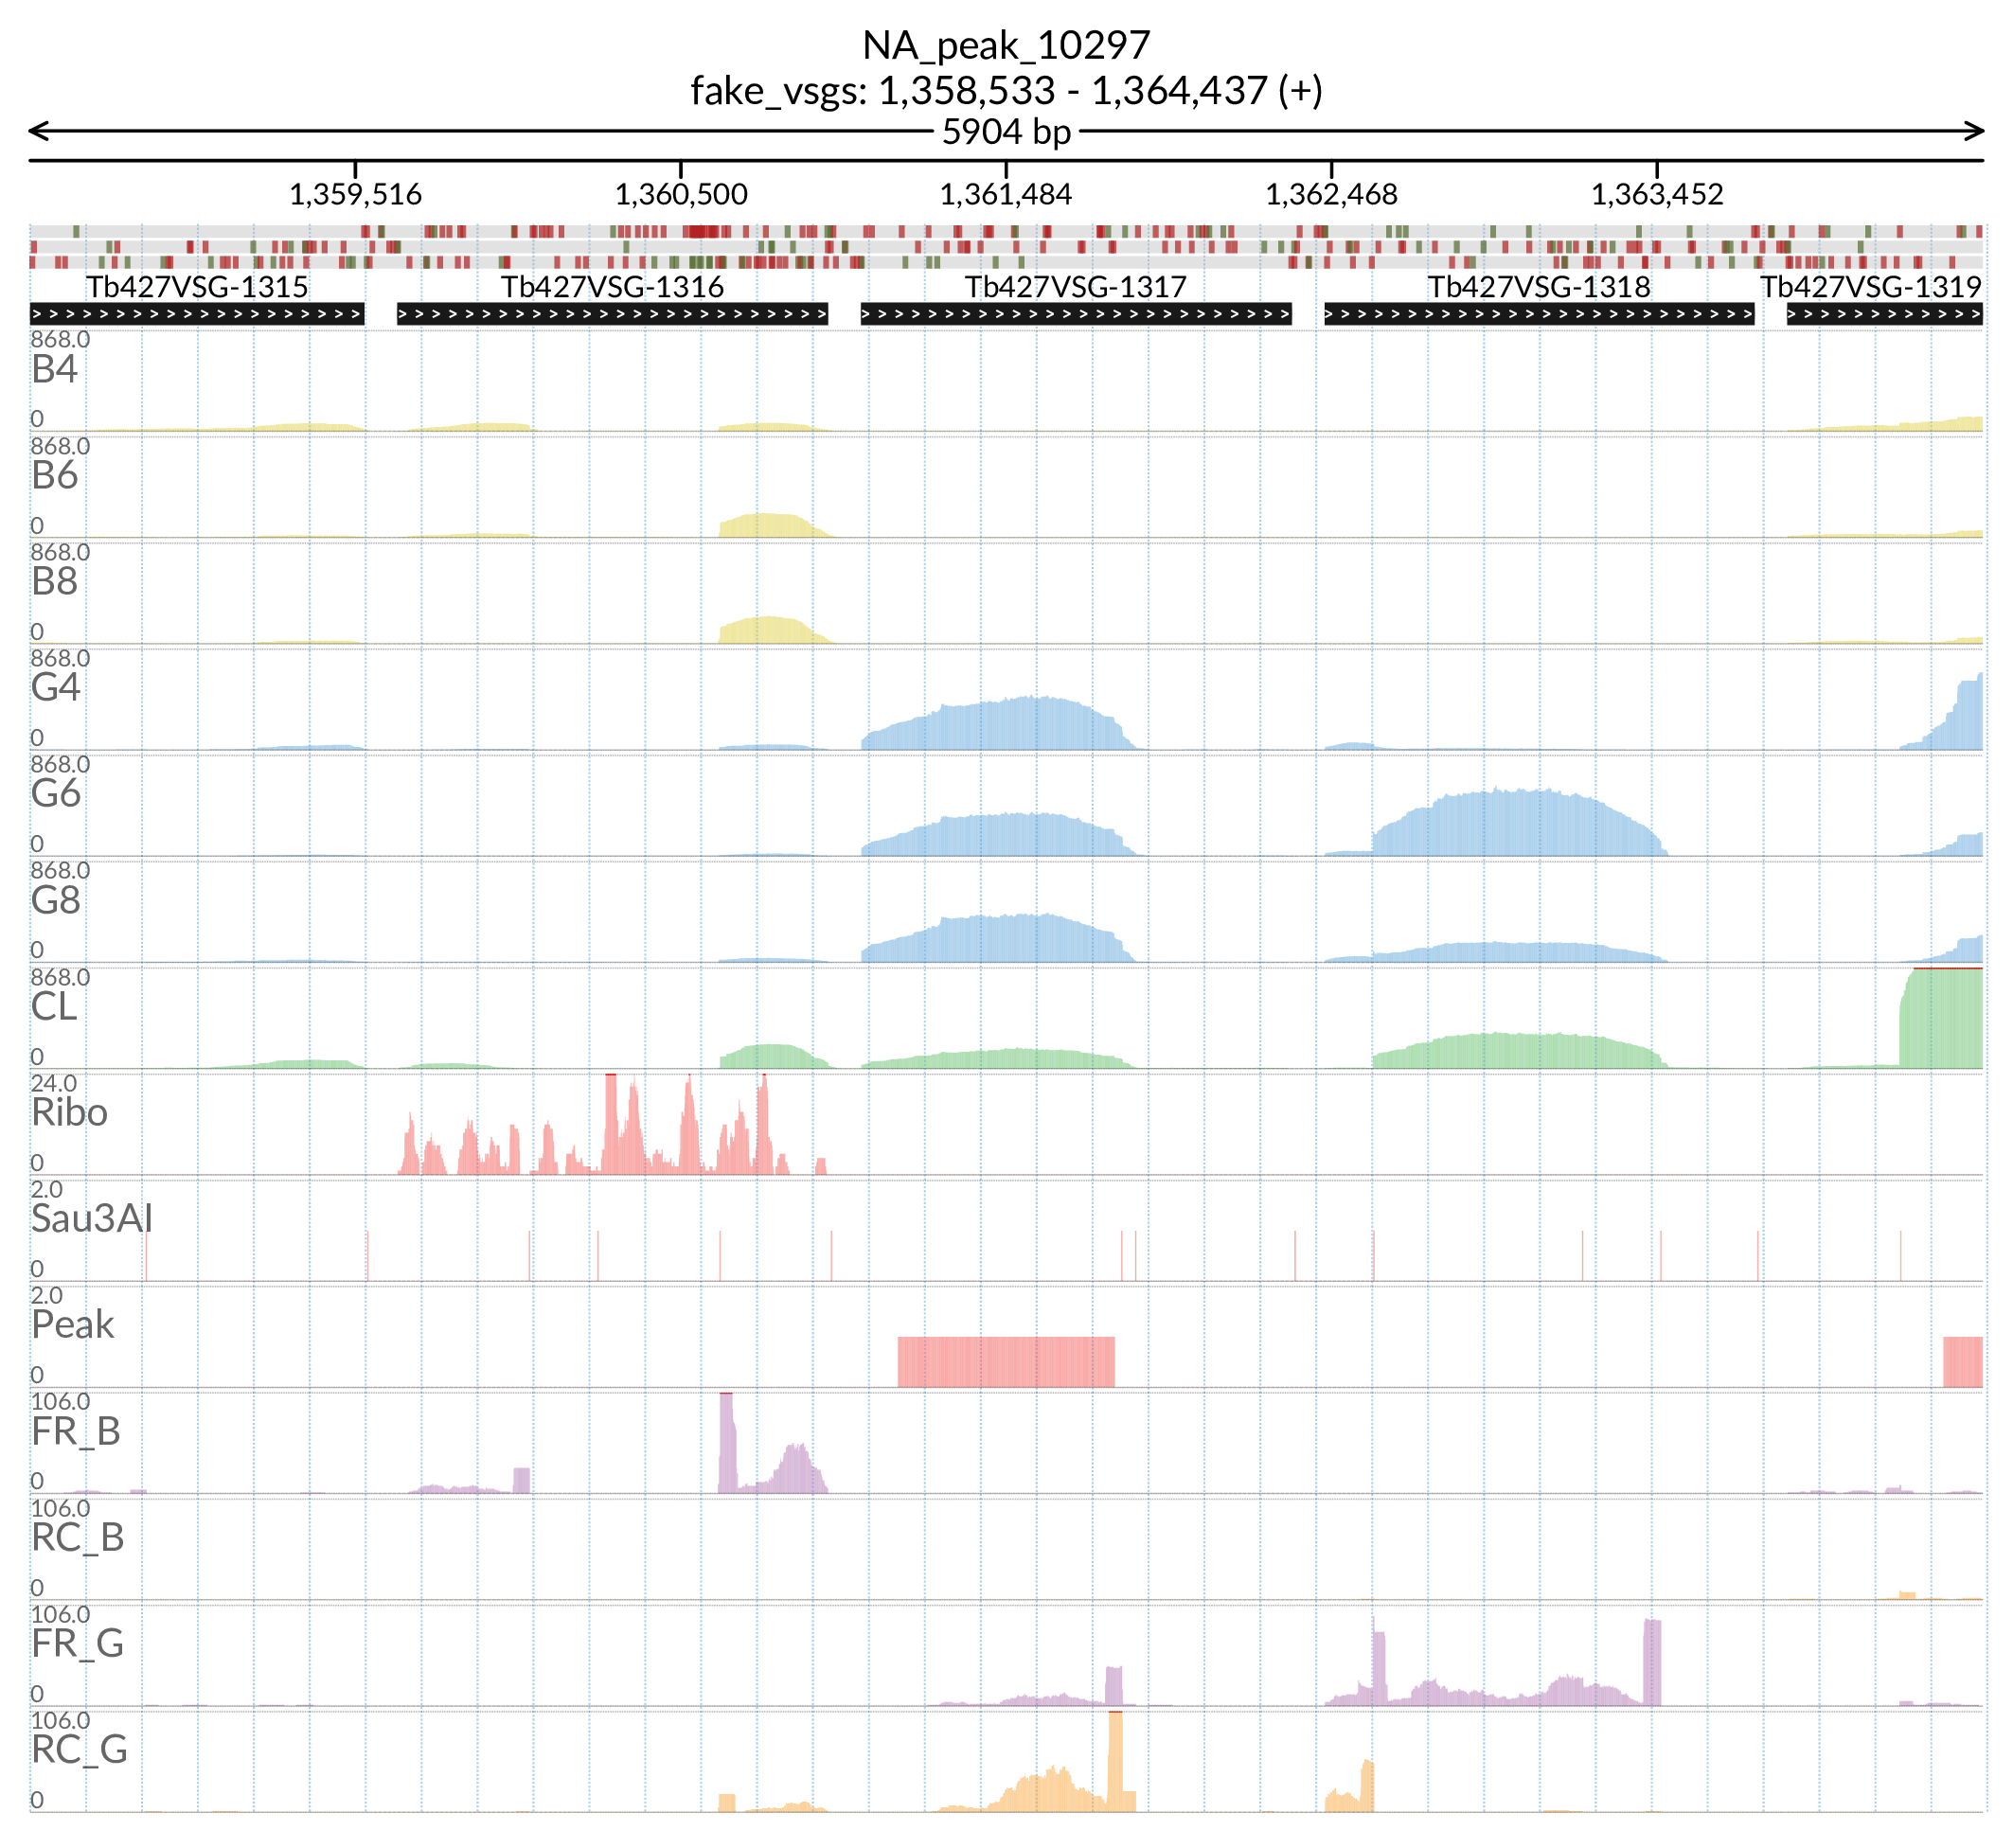 NA_peak_10297
fake_vsgs: 1,358,533 - 1,364,437 (+)
5904 bp
1,359,516 1,360,500 1,361,484 1,362,468 1,363,452
Tb427VSG-1315 Tb427VSG-1316 Tb427VSG-1317 Tb427VSG-1318 Tb427VSG-1319
868.0
B4
0
868.0
B6
0
868.0
B8
0
868.0
G4
0
868.0
G6
0
868.0
G8
0
868.0
CL
0
24.0
Ribo
0
2.0
Sau3AI
0
2.0
Peak
0
106.0
FR_B
0
106.0
RC_B
0
106.0
FR_G
0
106.0
RC_G
0